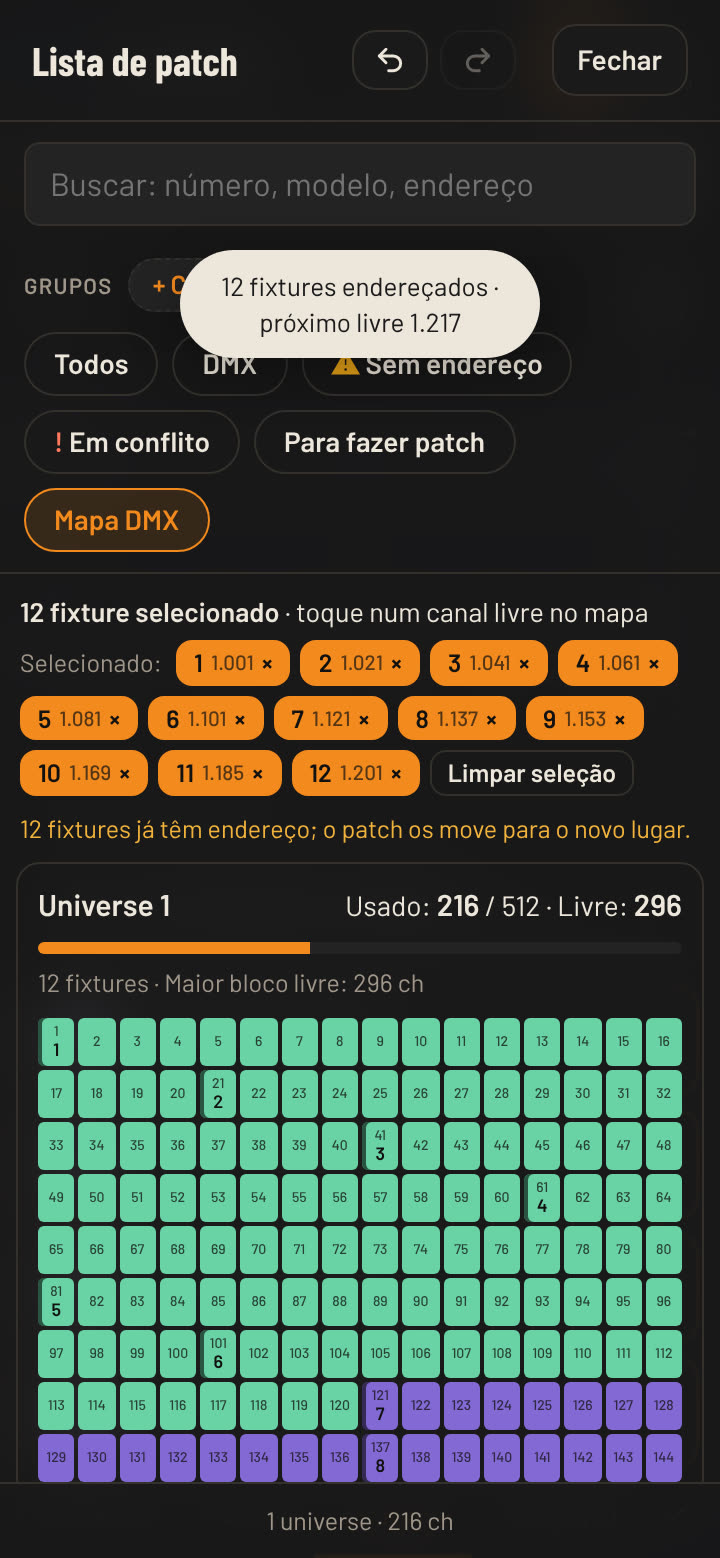 Lista de patch
Fechar
Buscar: número, modelo, endereço
GRUPOS
+ C
12 fixtures endereçados ·
próximo livre 1.217
Todos
DMX
Sem endereço
! Em conflito
Para fazer patch
Mapa DMX
12 fixture selecionado · toque num canal livre no mapa
Selecionado: 1 1.001 × 2 1.021 × 3 1.041 × 4 1.061 ×
5 1.081 × 6 1.101 × 7 1.121 × 8 1.137 × 9 1.153 ×
10 1.169 × 11 1.185 × 12 1.201 × Limpar seleção
12 fixtures já têm endereço; o patch os move para o novo lugar.
Universe 1
Usado: 216 / 512 · Livre: 296
12 fixtures · Maior bloco livre: 296 ch
1 1 2 3 4 5 6 7 8 9 10 11 12 13 14 15 16
17 18 19 20 21 2 22 23 24 25 26 27 28 29 30 31 32
33 34 35 36 37 38 39 40 41 3 42 43 44 45 46 47 48
49 50 51 52 53 54 55 56 57 58 59 60 61 4 62 63 64
65 66 67 68 69 70 71 72 73 74 75 76 77 78 79 80
81 5 82 83 84 85 86 87 88 89 90 91 92 93 94 95 96
97 98 99 100 101 6 102 103 104 105 106 107 108 109 110 111 112
113 114 115 116 117 118 119 120 121 7 122 123 124 125 126 127 128
129 130 131 132 133 134 135 136 137 8 138 139 140 141 142 143 144
1 universe · 216 ch